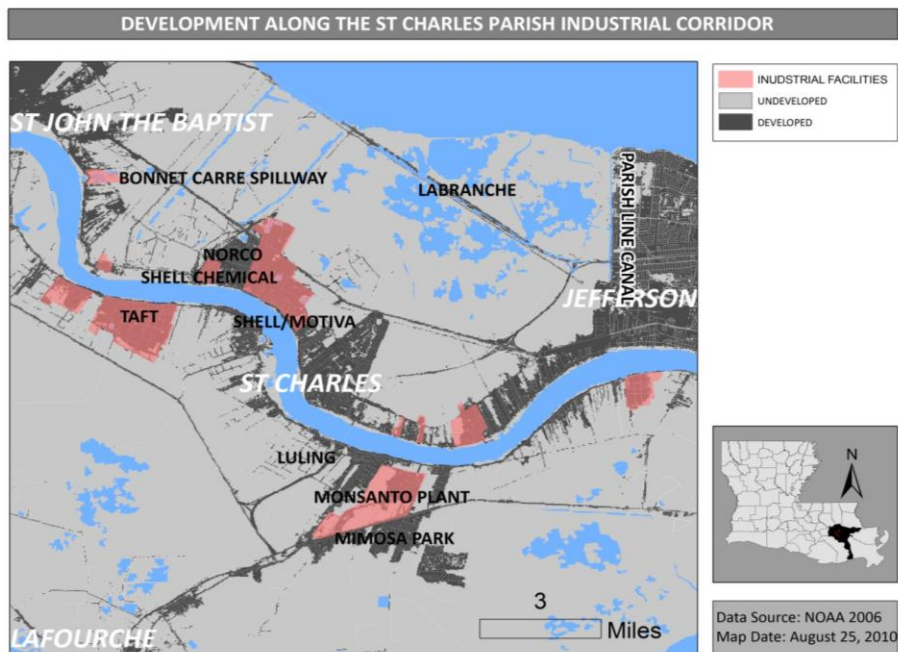 DEVELOPMENT ALONG THE ST CHARLES PARISH INDUSTRIAL CORRIDOR
INUDSTRIAL FACILITIES
UNDEVELOPED
DEVELOPED
ST JOHN THE BAPTIST
BONNET CARRE SPILLWAY
LABRANCHE
PARISH LINE CANAL
NORCO
SHELL CHEMICAL
JEFFERSON
TAFT
SHELL/MOTIVA
ST CHARLES
LULING
MONSANTO PLANT
MIMOSA PARK
LAFOURCHE
3
Miles
N
Data Source: NOAA 2006
Map Date: August 25, 2010